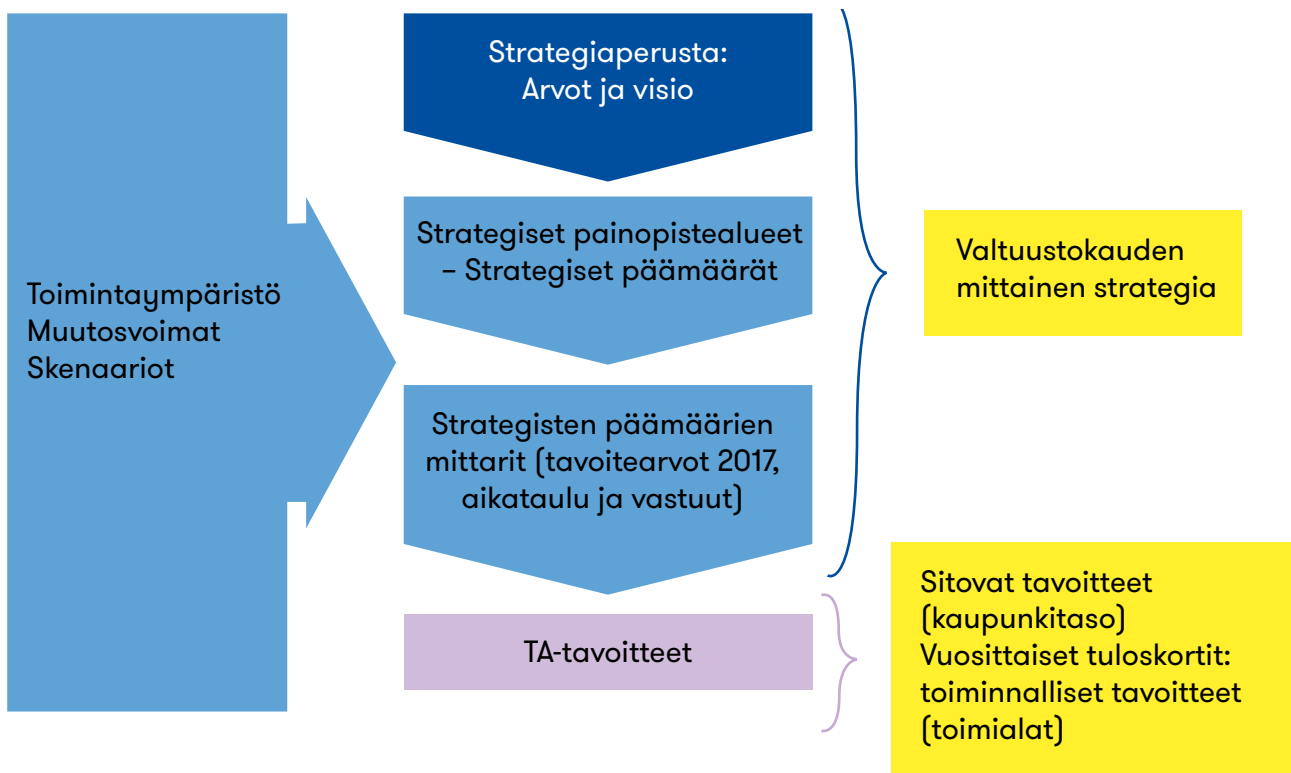 Toimintaympäristö
Muutosvoimat
Skenaariot
Strategiaperusta:
Arvot ja visio
Strategiset painopistealueet
– Strategiset päämäärät
Strategisten päämäärien
mittarit (tavoitearvot 2017,
aikataulu ja vastuut)
TA-tavoitteet
Valtuustokauden
mittainen strategia
Sitovat tavoitteet
(kaupunkitaso)
Vuosittaiset tuloskortit:
toiminnalliset tavoitteet
(toimialat)